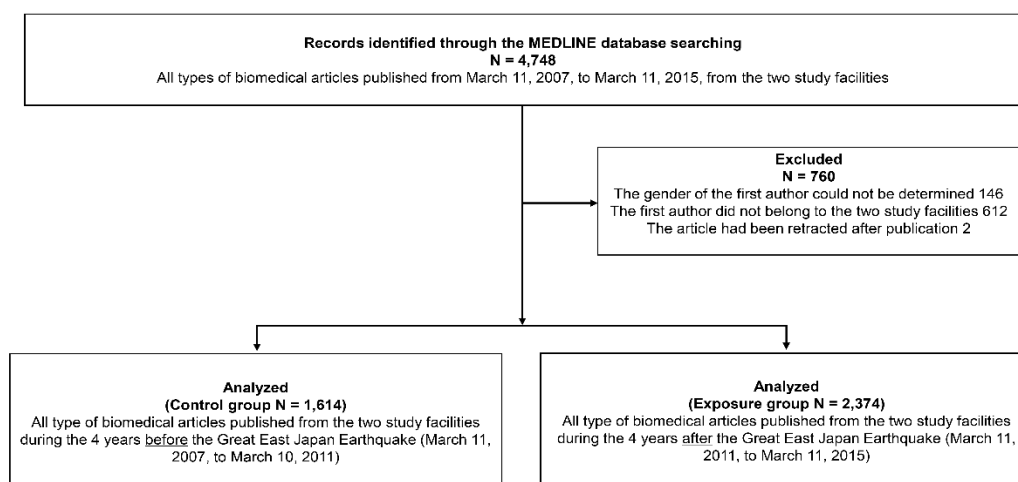 Records identified through the MEDLINE database searching
N = 4,748
All types of biomedical articles published from March 11, 2007, to March 11, 2015, from the two study facilities
Excluded
N = 760
The gender of the first author could not be determined 146
The first author did not belong to the two study facilities 612
The article had been retracted after publication 2
Analyzed
(Control group N = 1,614)
All type of biomedical articles published from the two study facilities
during the 4 years before the Great East Japan Earthquake (March 11,
2007, to March 10, 2011)
Analyzed
(Exposure group N = 2,374)
All type of biomedical articles published from the two study facilities
during the 4 years after the Great East Japan Earthquake (March 11,
2011, to March 11, 2015)